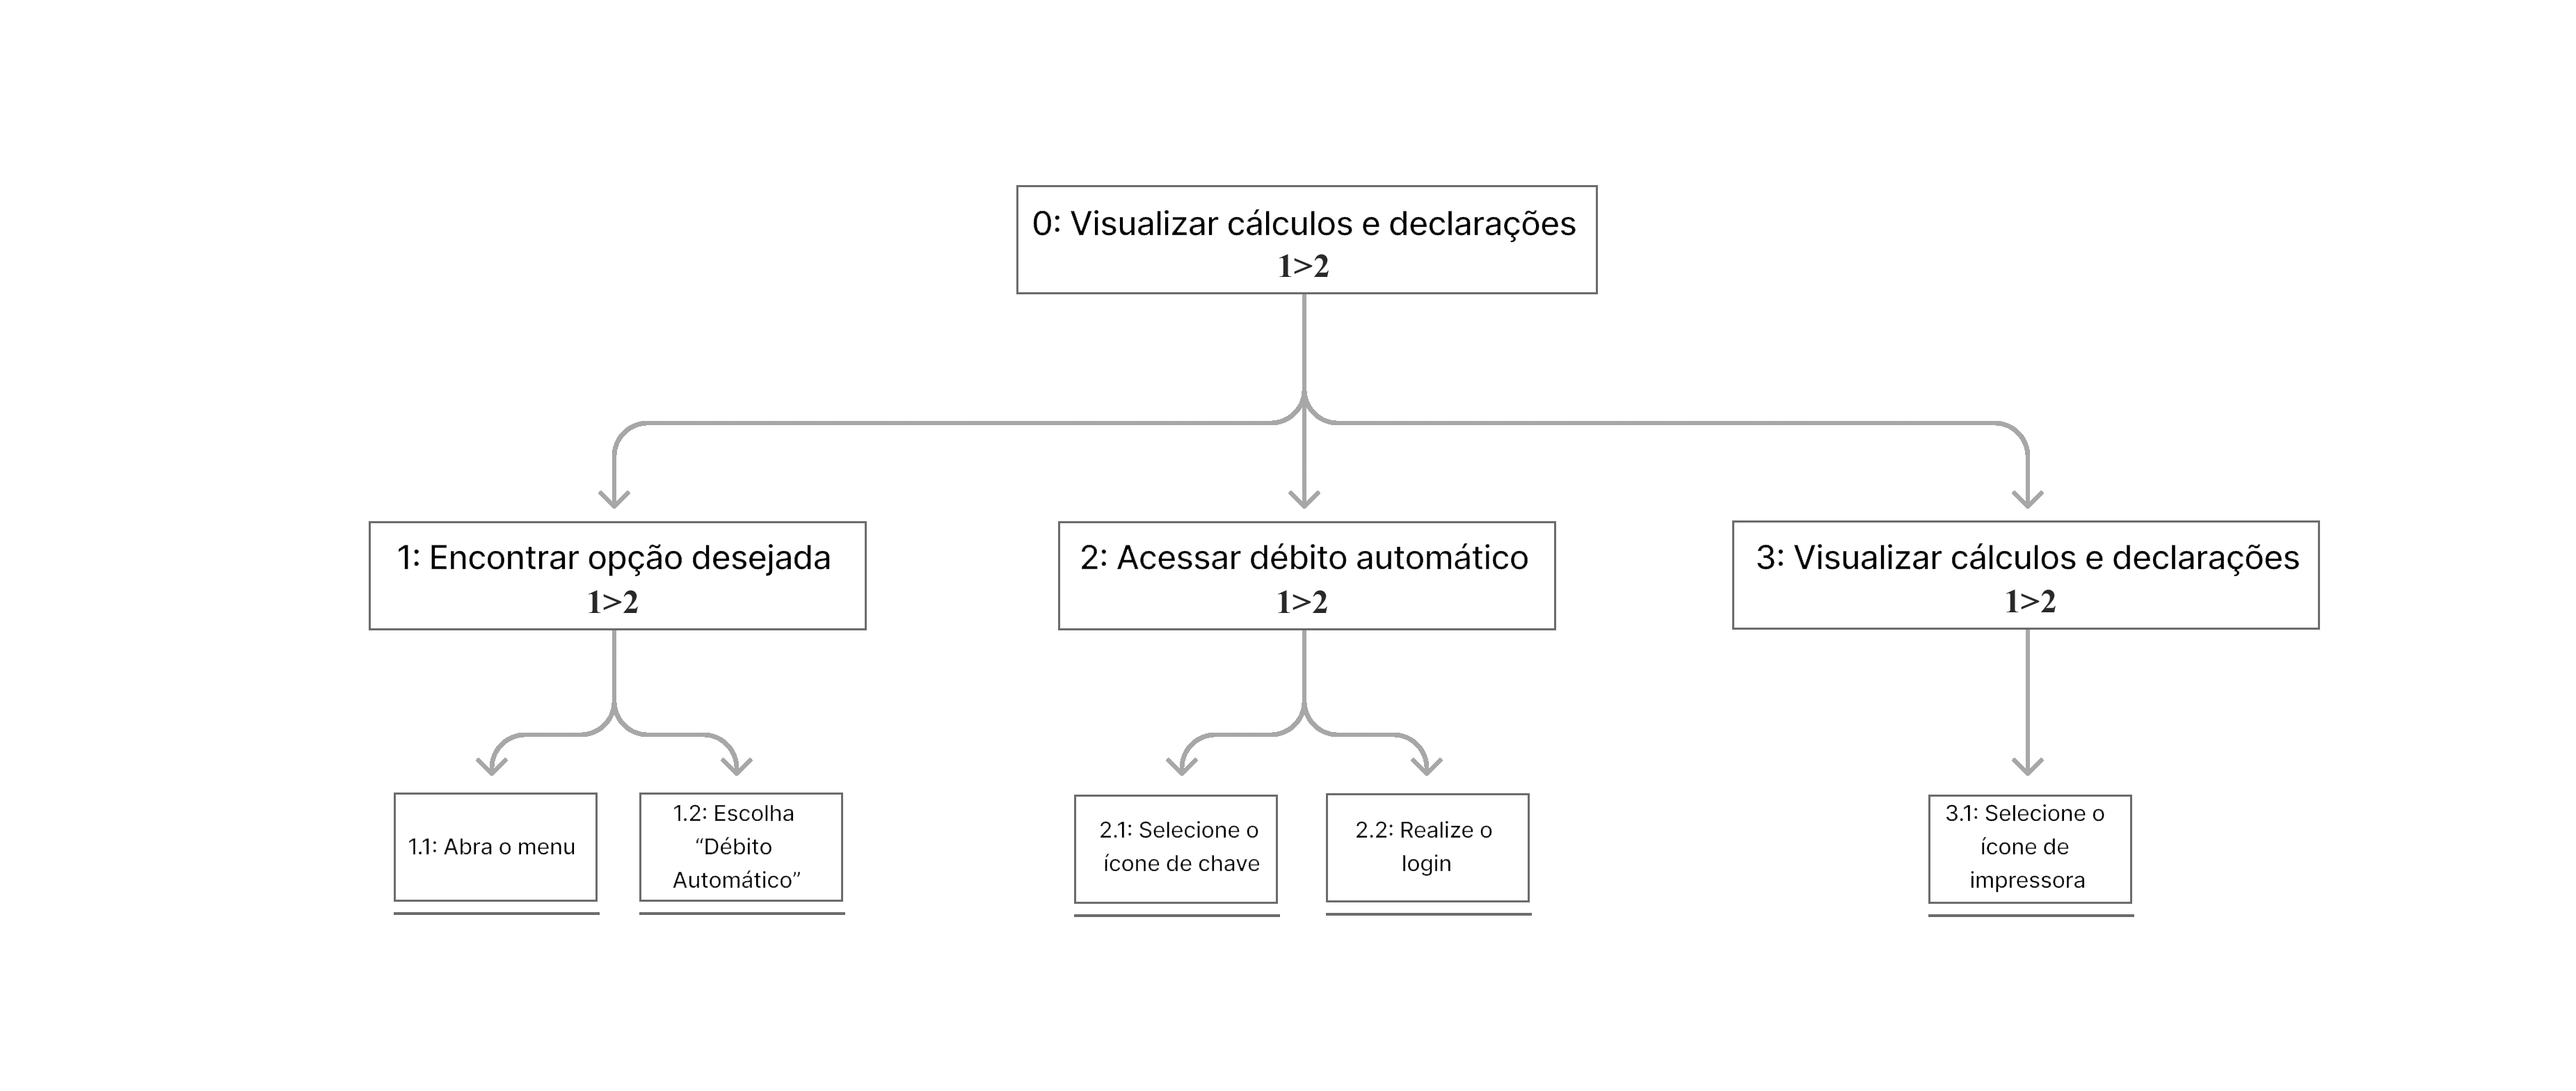 0: Visualizar cálculos e declarações
1>2
1: Encontrar opção desejada
1>2
2: Acessar débito automático
1>2
3: Visualizar cálculos e declarações
1>2
1.1: Abra o menu
1.2: Escolha
“Débito
Automático”
2.1: Selecione o
ícone de chave
2.2: Realize o
login
3.1: Selecione o
ícone de
impressora